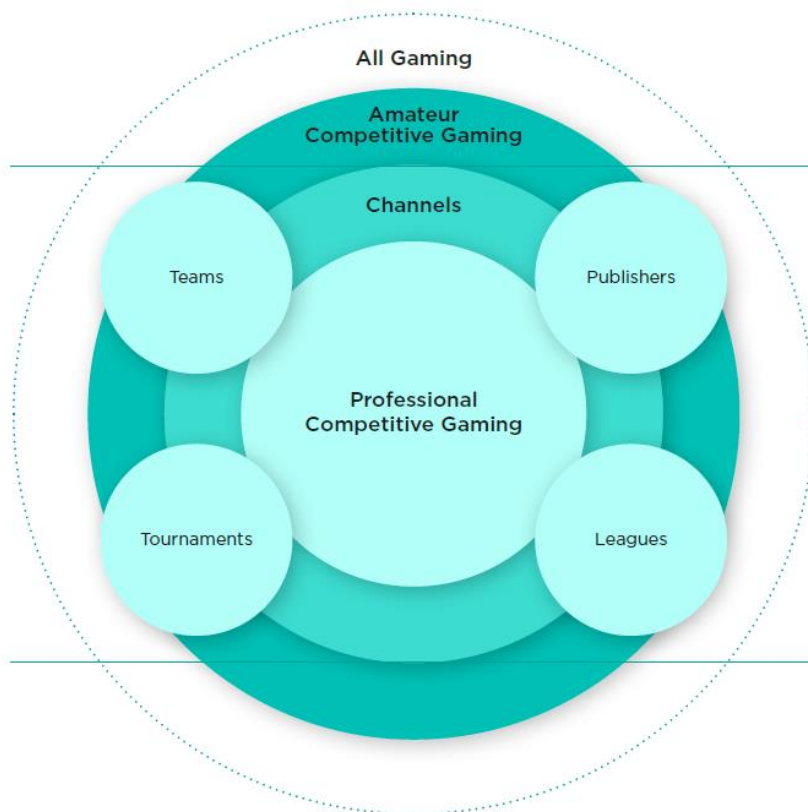 All Gaming
Amateur
Competitive Gaming
Channels
Teams
Publishers
Professional
Competitive Gaming
Tournaments
Leagues